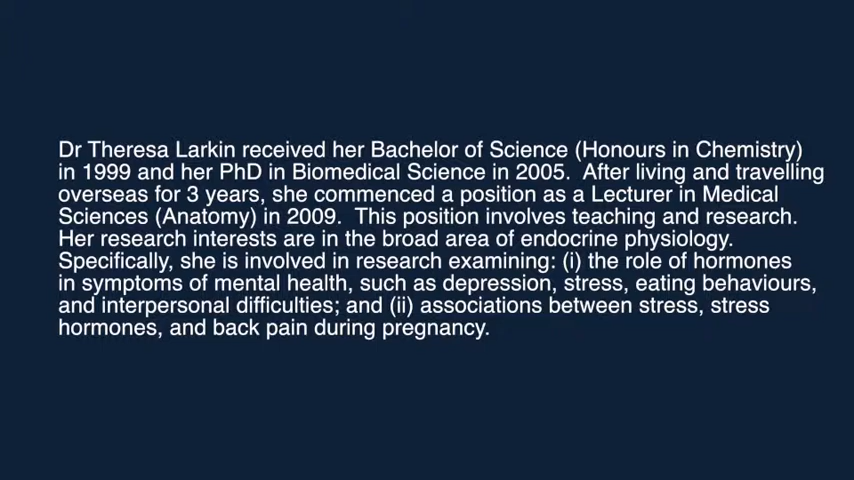 Dr Theresa Larkin received her Bachelor of Science (Honours in Chemistry)
in 1999 and her PhD in Biomedical Science in 2005.  After living and travelling
overseas for 3 years, she commenced a position as a Lecturer in Medical
Sciences (Anatomy) in 2009.  This position involves teaching and research.
Her research interests are in the broad area of endocrine physiology.
Specifically, she is involved in research examining: (i) the role of hormones
in symptoms of mental health, such as depression, stress, eating behaviours,
and interpersonal difficulties; and (ii) associations between stress, stress
hormones, and back pain during pregnancy.